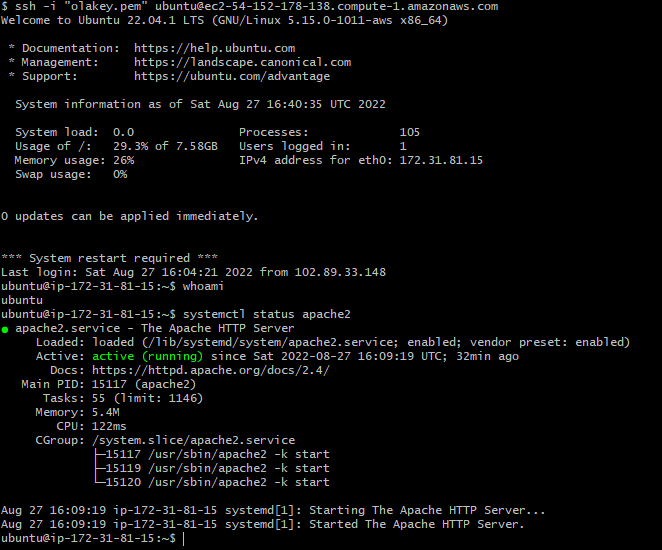 $ ssh -i "olakey.pem" ubuntu@ec2-54-152-178-138.compute-1.amazonaws.com
Welcome to Ubuntu 22.04.1 LTS (GNU/Linux 5.15.0-1011-aws x86_64)

 * Documentation:  https://help.ubuntu.com
 * Management:     https://landscape.canonical.com
 * Support:        https://ubuntu.com/advantage

  System information as of Sat Aug 27 16:40:35 UTC 2022

  System load:  0.0               Processes:             105
  Usage of /:   29.3% of 7.58GB   Users logged in:       1
  Memory usage: 26%               IPv4 address for eth0: 172.31.81.15
  Swap usage:   0%


0 updates can be applied immediately.


*** System restart required ***
Last login: Sat Aug 27 16:04:21 2022 from 102.89.33.148
ubuntu@ip-172-31-81-15:~$ whoami
ubuntu
ubuntu@ip-172-31-81-15:~$ systemctl status apache2
● apache2.service - The Apache HTTP Server
     Loaded: loaded (/lib/systemd/system/apache2.service; enabled; vendor preset: enabled)
     Active: active (running) since Sat 2022-08-27 16:09:19 UTC; 32min ago
       Docs: https://httpd.apache.org/docs/2.4/
   Main PID: 15117 (apache2)
      Tasks: 55 (limit: 1146)
     Memory: 5.4M
        CPU: 122ms
     CGroup: /system.slice/apache2.service
             ├─15117 /usr/sbin/apache2 -k start
             ├─15119 /usr/sbin/apache2 -k start
             └─15120 /usr/sbin/apache2 -k start

Aug 27 16:09:19 ip-172-31-81-15 systemd[1]: Starting The Apache HTTP Server...
Aug 27 16:09:19 ip-172-31-81-15 systemd[1]: Started The Apache HTTP Server.
ubuntu@ip-172-31-81-15:~$